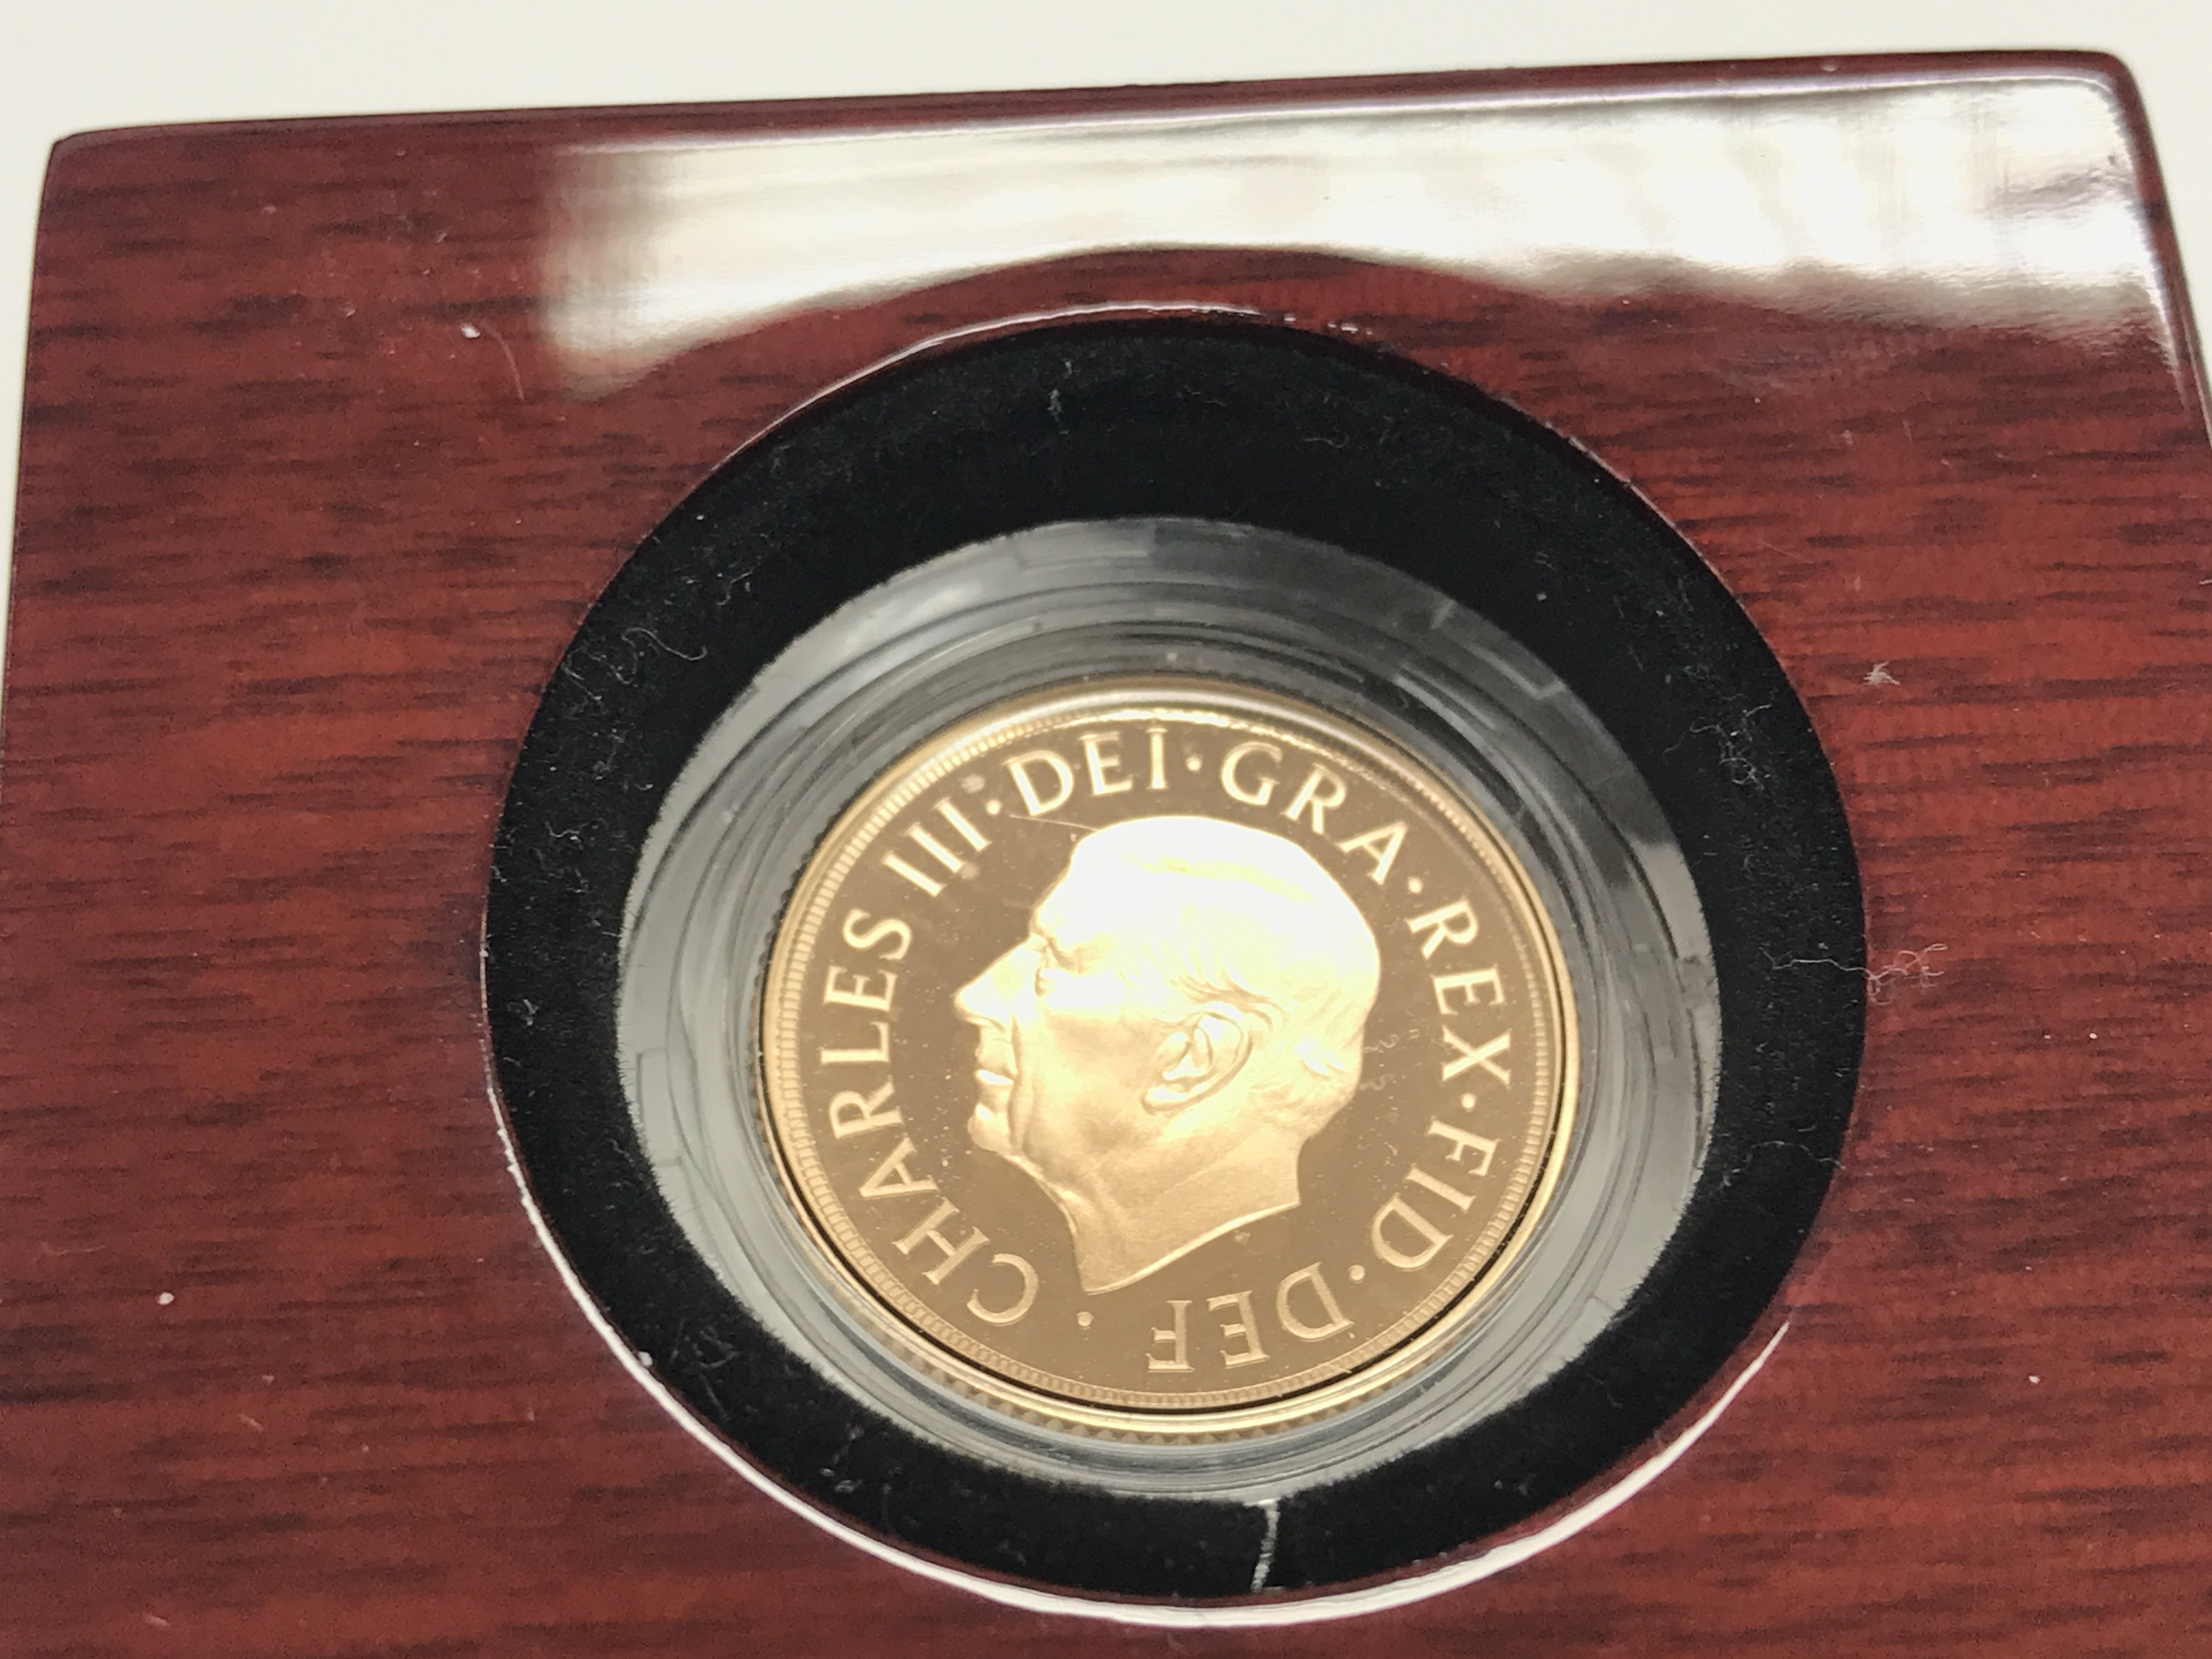 CHARLES III · DEI · GRA · REX · FID · DEF ·